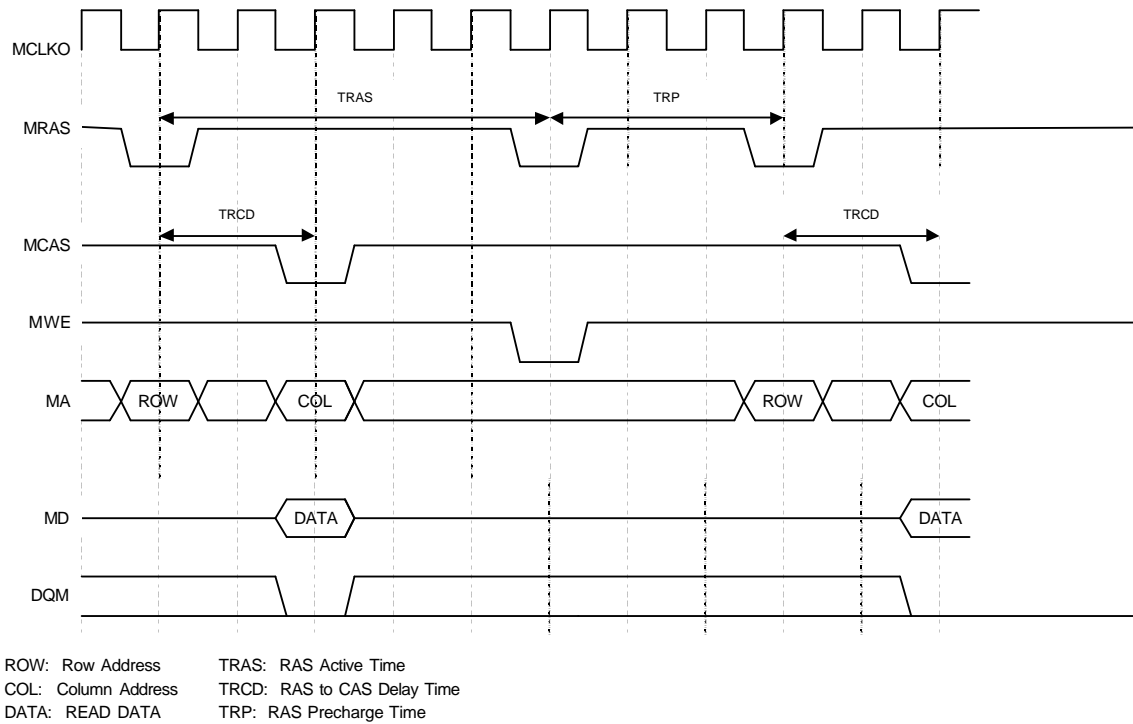 MCLKO
TRAS TRP
MRAS
TRCD TRCD
MCAS
MWE
MA ROW COL ROW COL
MD DATA DATA
DQM
ROW: Row Address TRAS: RAS Active Time
COL: Column Address TRCD: RAS to CAS Delay Time
DATA: READ DATA TRP: RAS Precharge Time